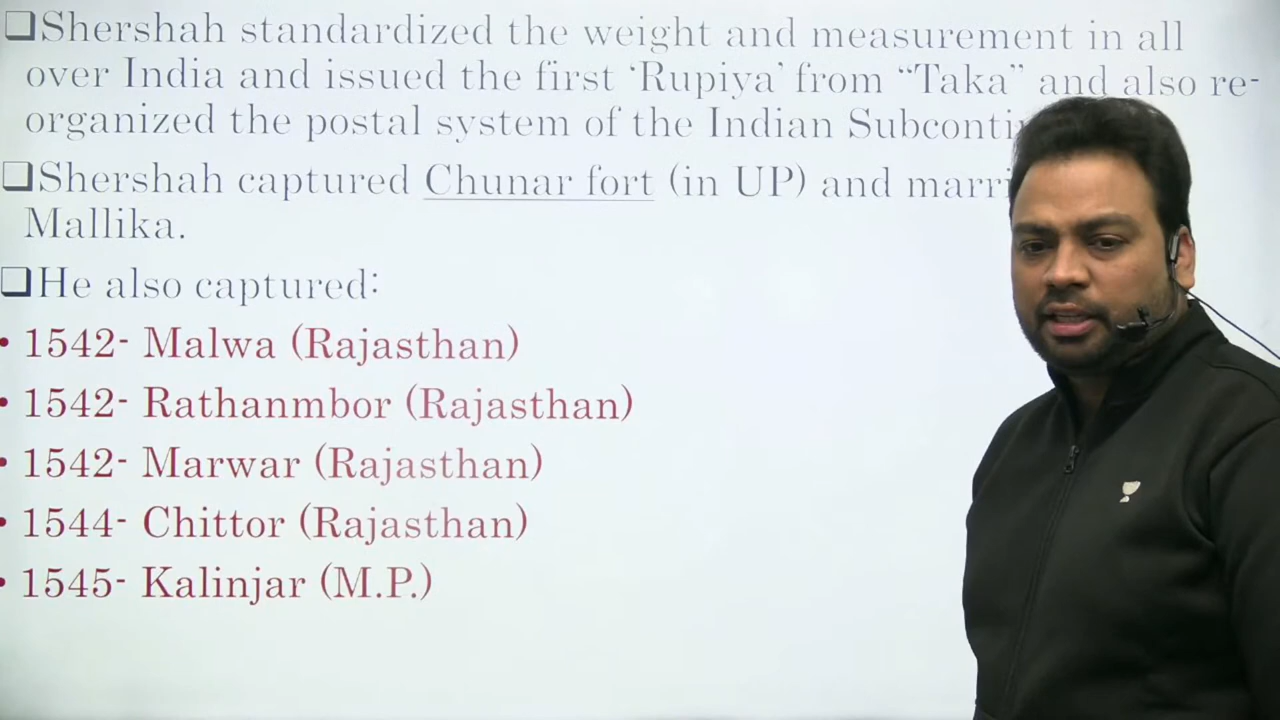 Shershah standardized the weight and measurement in all
over India and issued the first ‘Rupiya’ from “Taka” and also re-
organized the postal system of the Indian
Shershah captured Chunar fort (in UP) and
Mallika.
He also captured:
• 1542- Malwa (Rajasthan)
• 1542- Rathanmbor (Rajasthan)
• 1542- Marwar (Rajasthan)
• 1544- Chittor (Rajasthan)
• 1545- Kalinjar (M.P.)